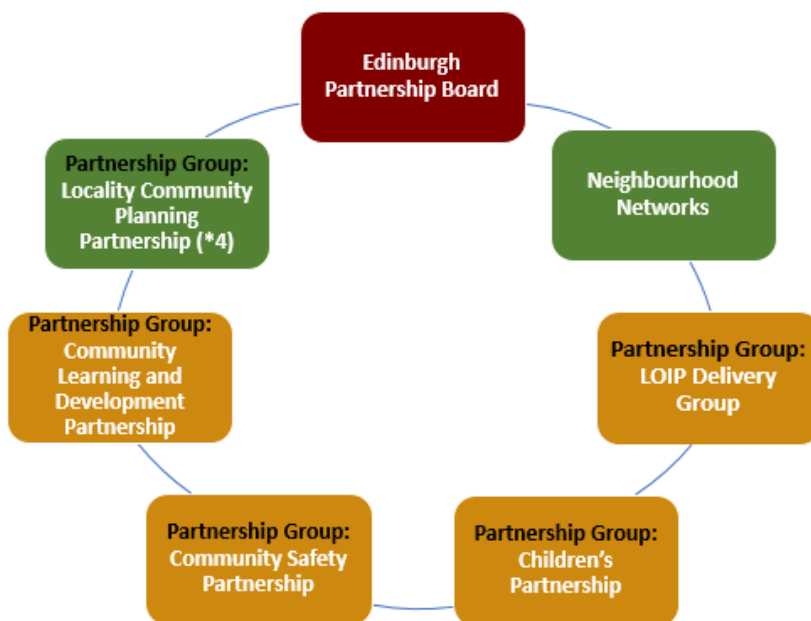 Edinburgh
Partnership Board
Neighbourhood
Networks
Partnership Group:
LOIP Delivery
Group
Partnership Group:
Children’s
Partnership
Partnership Group:
Community Safety
Partnership
Partnership Group:
Community
Learning and
Development
Partnership
Partnership Group:
Locality Community
Planning
Partnership (*4)